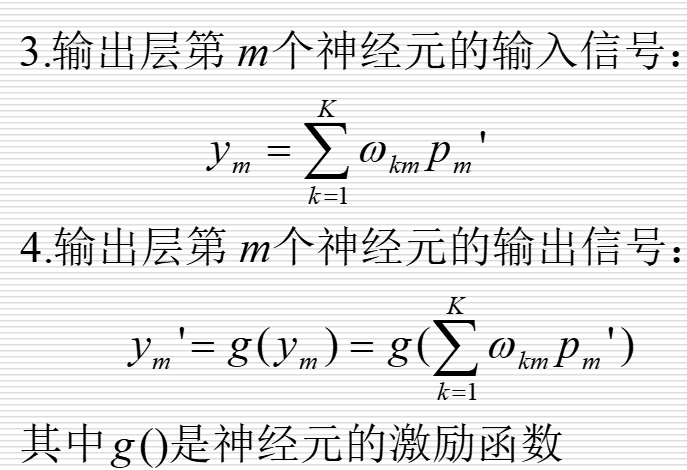 3.输出层第 m个神经元的输入信号：
y_m = \sum_{k=1}^{K} ω_{km} p_m'
4.输出层第 m个神经元的输出信号：
y_m'= g(y_m) = g(\sum_{k=1}^{K} ω_{km} p_m')
其中g()是神经元的激励函数